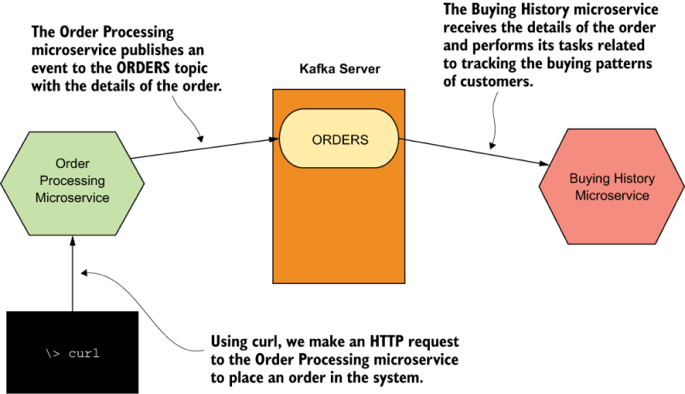 The Order Processing
microservice publishes an
event to the ORDERS topic
with the details of the order.
The Buying History microservice
receives the details of the order
and performs its tasks related
to tracking the buying patterns
of customers.
Kafka Server
ORDERS
Order
Processing
Microservice
Buying History
Microservice
\> curl
Using curl, we make an HTTP request
to the Order Processing microservice
to place an order in the system.